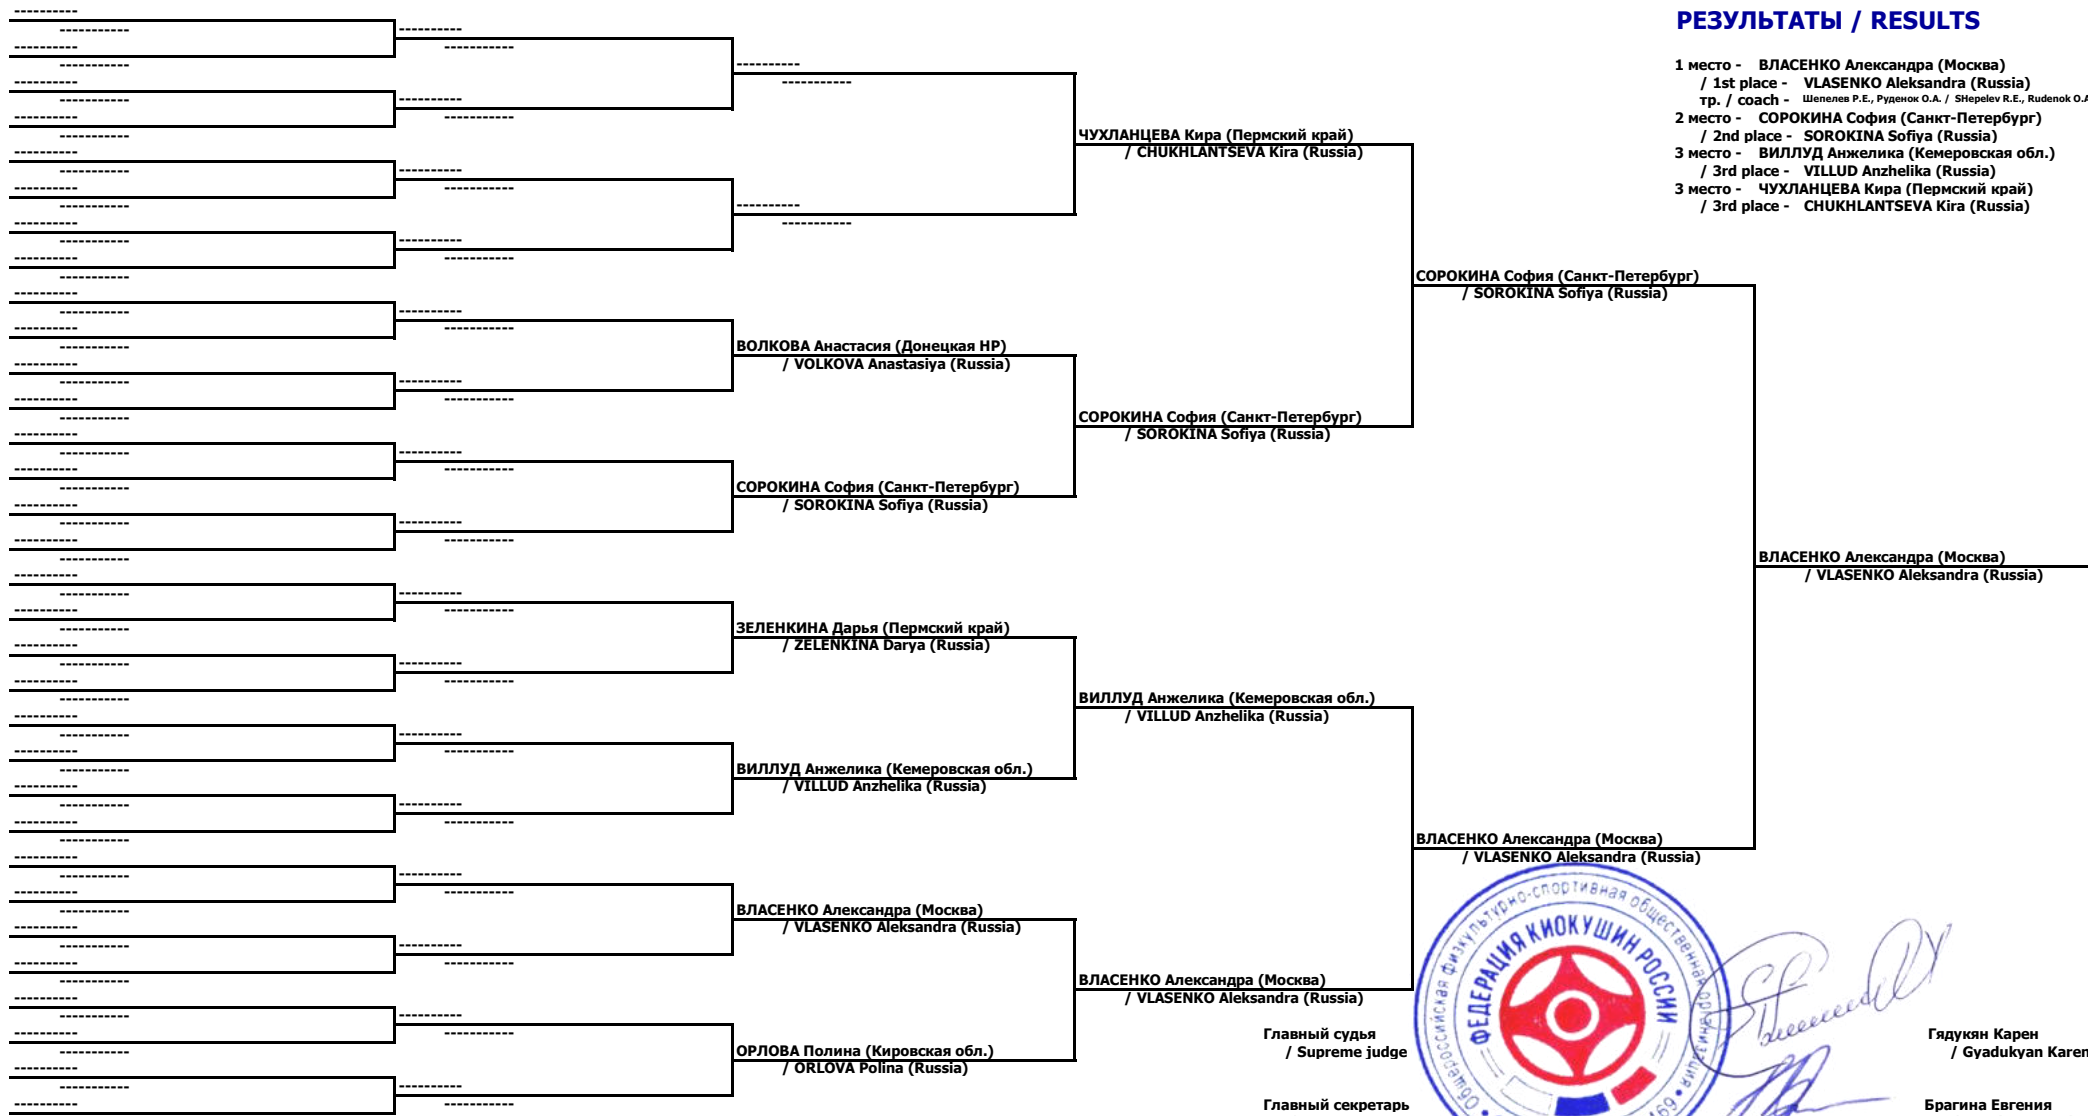 РЕЗУЛЬТАТЫ / RESULTS
1 место - ВЛАСЕНКО Александра (Москва)
/ 1st place - VLASENKO Aleksandra (Russia)
тр. / coach - Шепелев Р.Е., Руденок О.А. / SHepelev R.E., Rudenok O.A
2 место - СОРОКИНА София (Санкт-Петербург)
/ 2nd place - SOROKINA Sofiya (Russia)
3 место - ВИЛЛУД Анжелика (Кемеровская обл.)
/ 3rd place - VILLUD Anzhelika (Russia)
3 место - ЧУХЛАНЦЕВА Кира (Пермский край)
/ 3rd place - CHUKHLANTSEVA Kira (Russia)
ВОЛКОВА Анастасия (Донецкая НР)
/ VOLKOVA Anastasiya (Russia)
СОРОКИНА София (Санкт-Петербург)
/ SOROKINA Sofiya (Russia)
ЗЕЛЕНКИНА Дарья (Пермский край)
/ ZELENKINA Darya (Russia)
ВИЛЛУД Анжелика (Кемеровская обл.)
/ VILLUD Anzhelika (Russia)
ВЛАСЕНКО Александра (Москва)
/ VLASENKO Aleksandra (Russia)
ОРЛОВА Полина (Кировская обл.)
/ ORLOVA Polina (Russia)
ЧУХЛАНЦЕВА Кира (Пермский край)
/ CHUKHLANTSEVA Kira (Russia)
СОРОКИНА София (Санкт-Петербург)
/ SOROKINA Sofiya (Russia)
ВИЛЛУД Анжелика (Кемеровская обл.)
/ VILLUD Anzhelika (Russia)
ВЛАСЕНКО Александра (Москва)
/ VLASENKO Aleksandra (Russia)
СОРОКИНА София (Санкт-Петербург)
/ SOROKINA Sofiya (Russia)
ВЛАСЕНКО Александра (Москва)
/ VLASENKO Aleksandra (Russia)
ВЛАСЕНКО Александра (Москва)
/ VLASENKO Aleksandra (Russia)
Общероссийская физкультурно-спортивная общественная организация
ФЕДЕРАЦИЯ КИОКУШИН РОССИИ
Главный судья
/ Supreme judge
Гядукян Карен
/ Gyadukyan Karen
Главный секретарь
Брагина Евгения